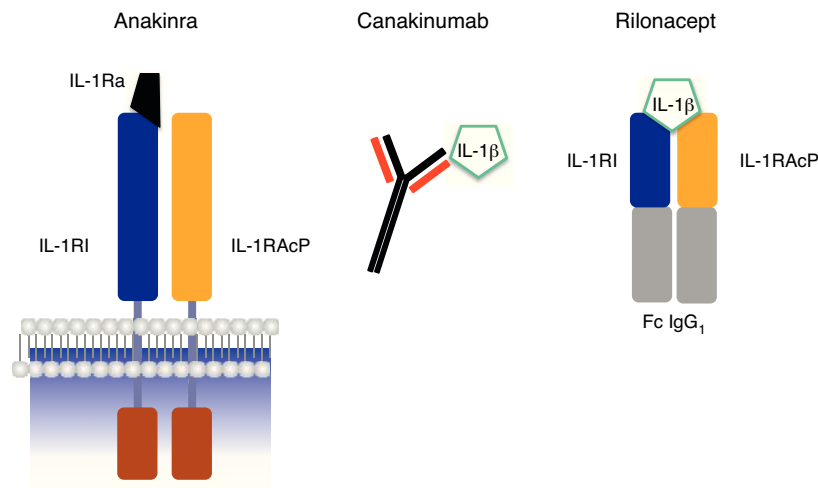 Anakinra
Canakinumab
Rilonacept
IL-1Ra
IL-1RI
IL-1RAcP
IL-1β
IL-1β
IL-1RI
IL-1RAcP
Fc IgG₁